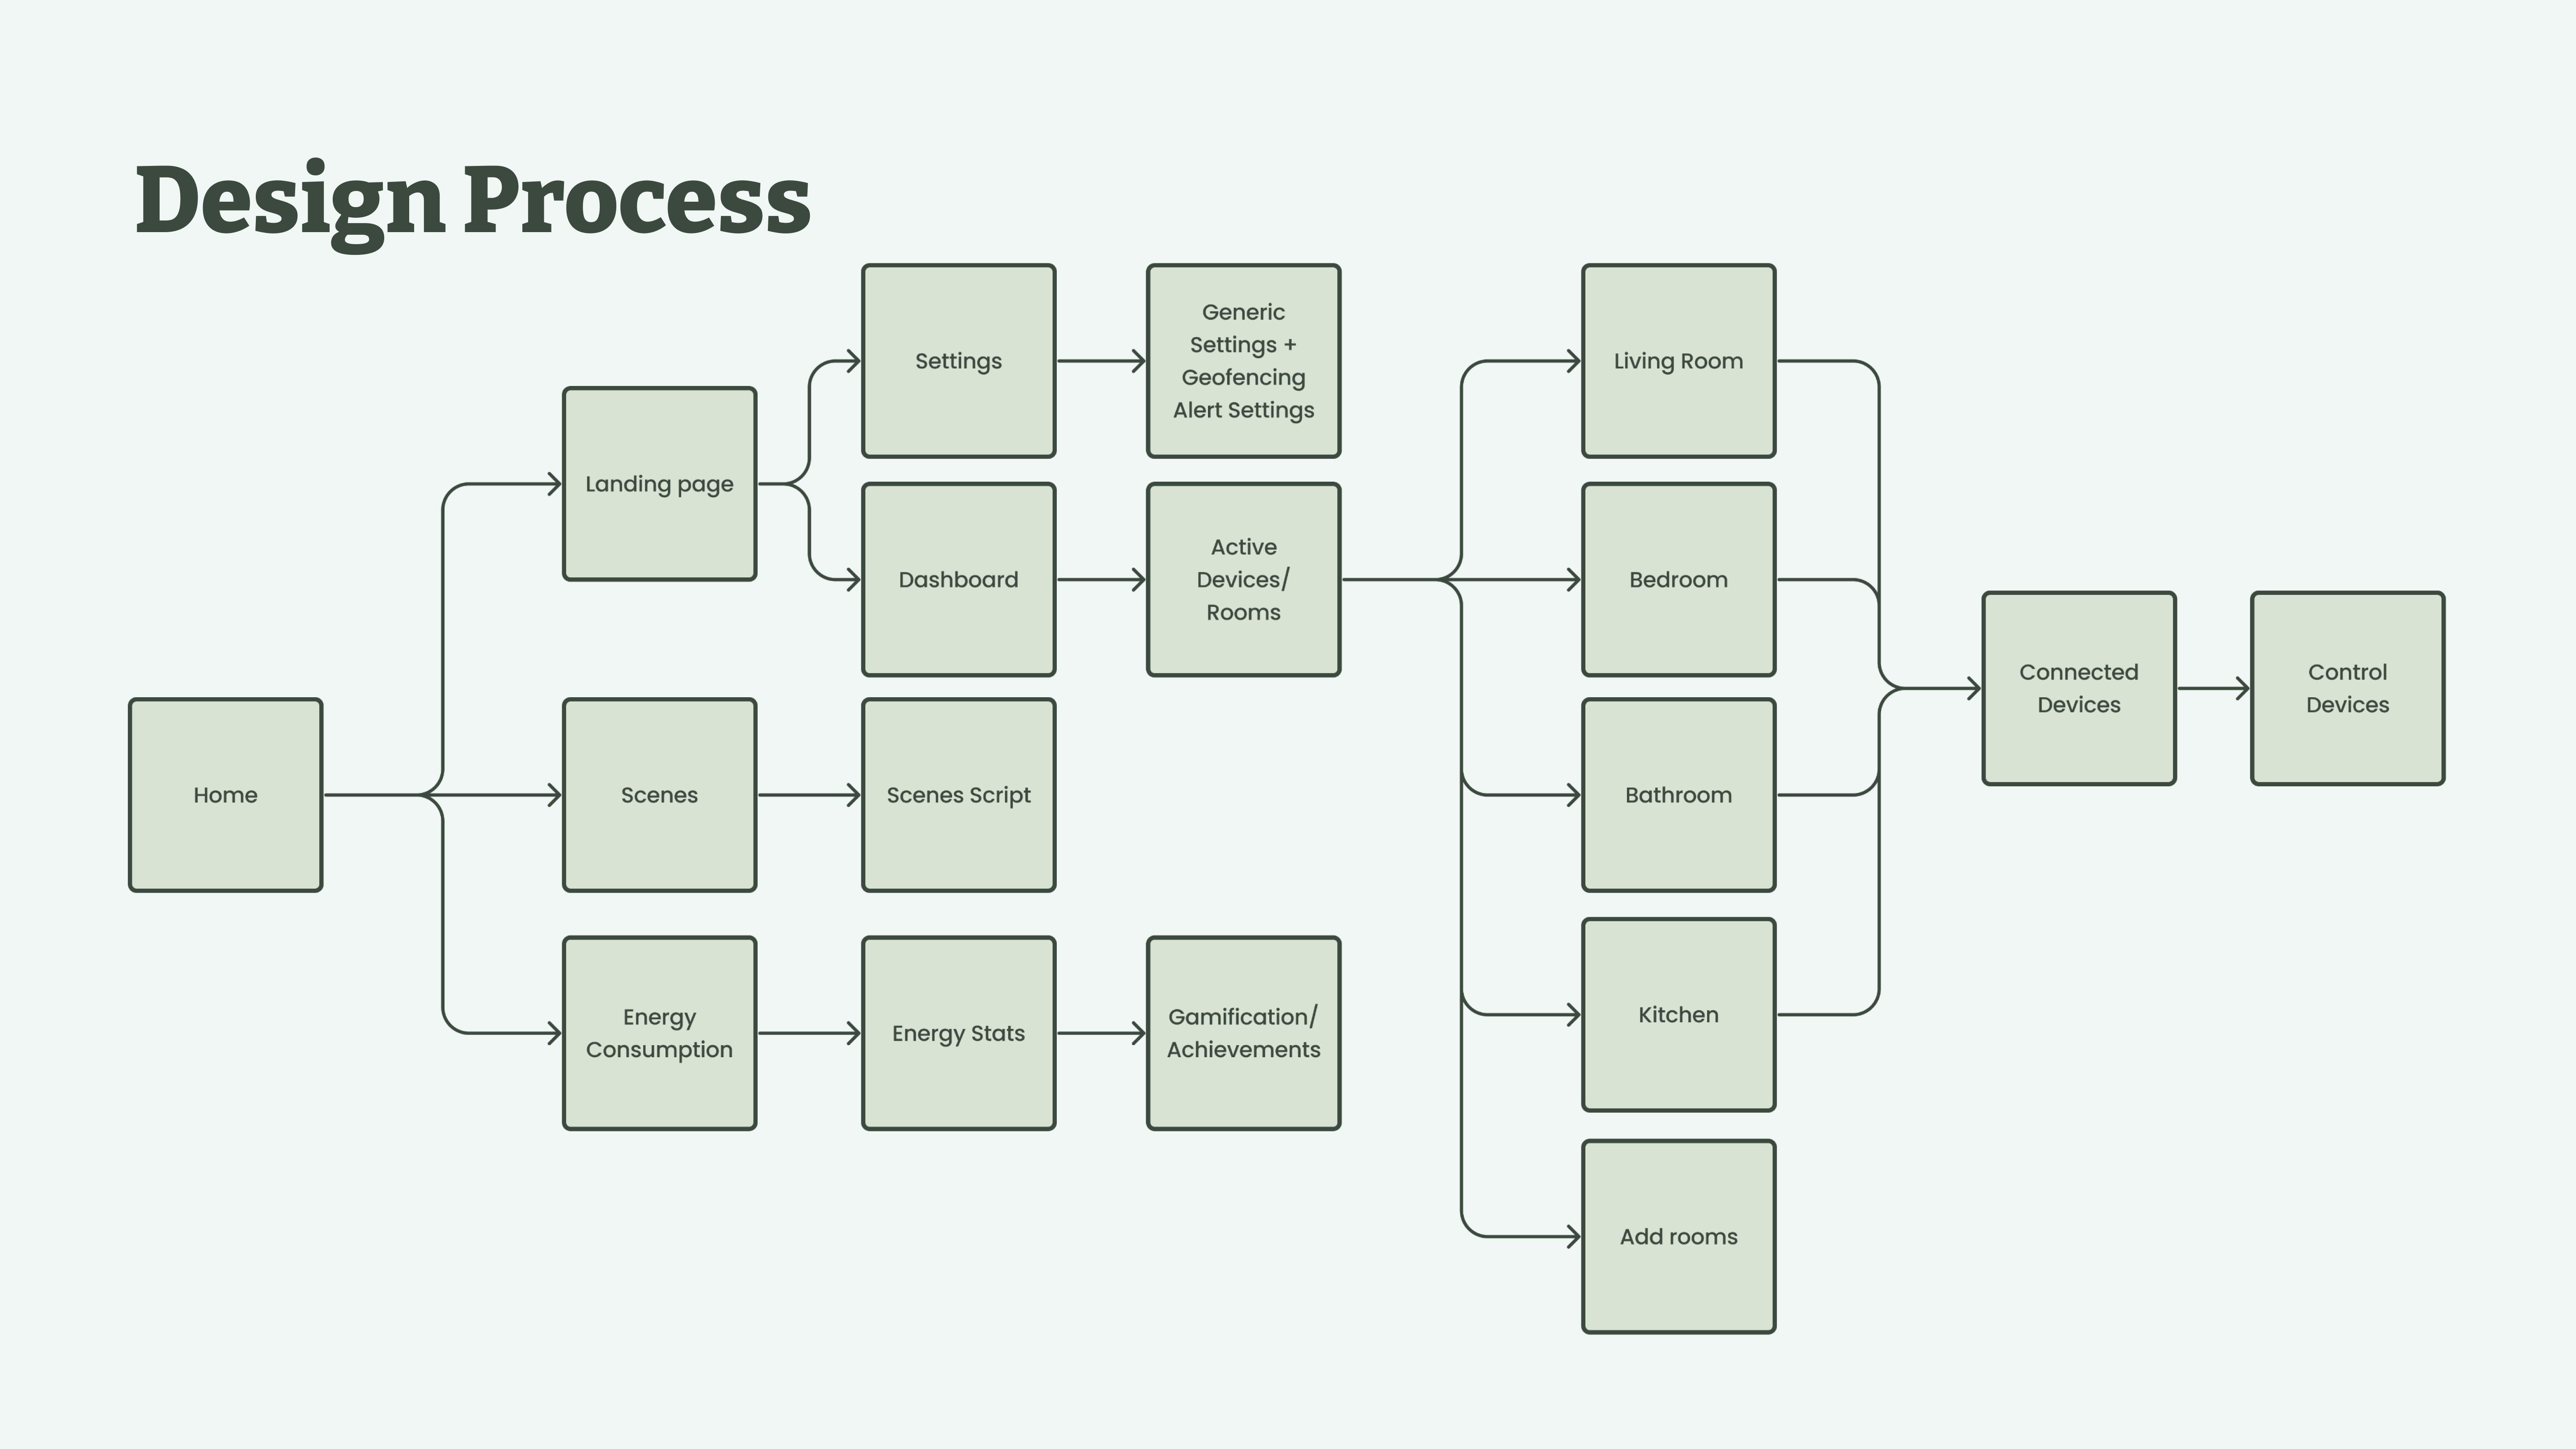 Design Process
Settings
Generic
Settings +
Geofencing
Alert Settings
Living Room
Landing page
Dashboard
Active
Devices/
Rooms
Bedroom
Connected
Devices
Control
Devices
Home
Scenes
Scenes Script
Bathroom
Energy
Consumption
Energy Stats
Gamification/
Achievements
Kitchen
Add rooms